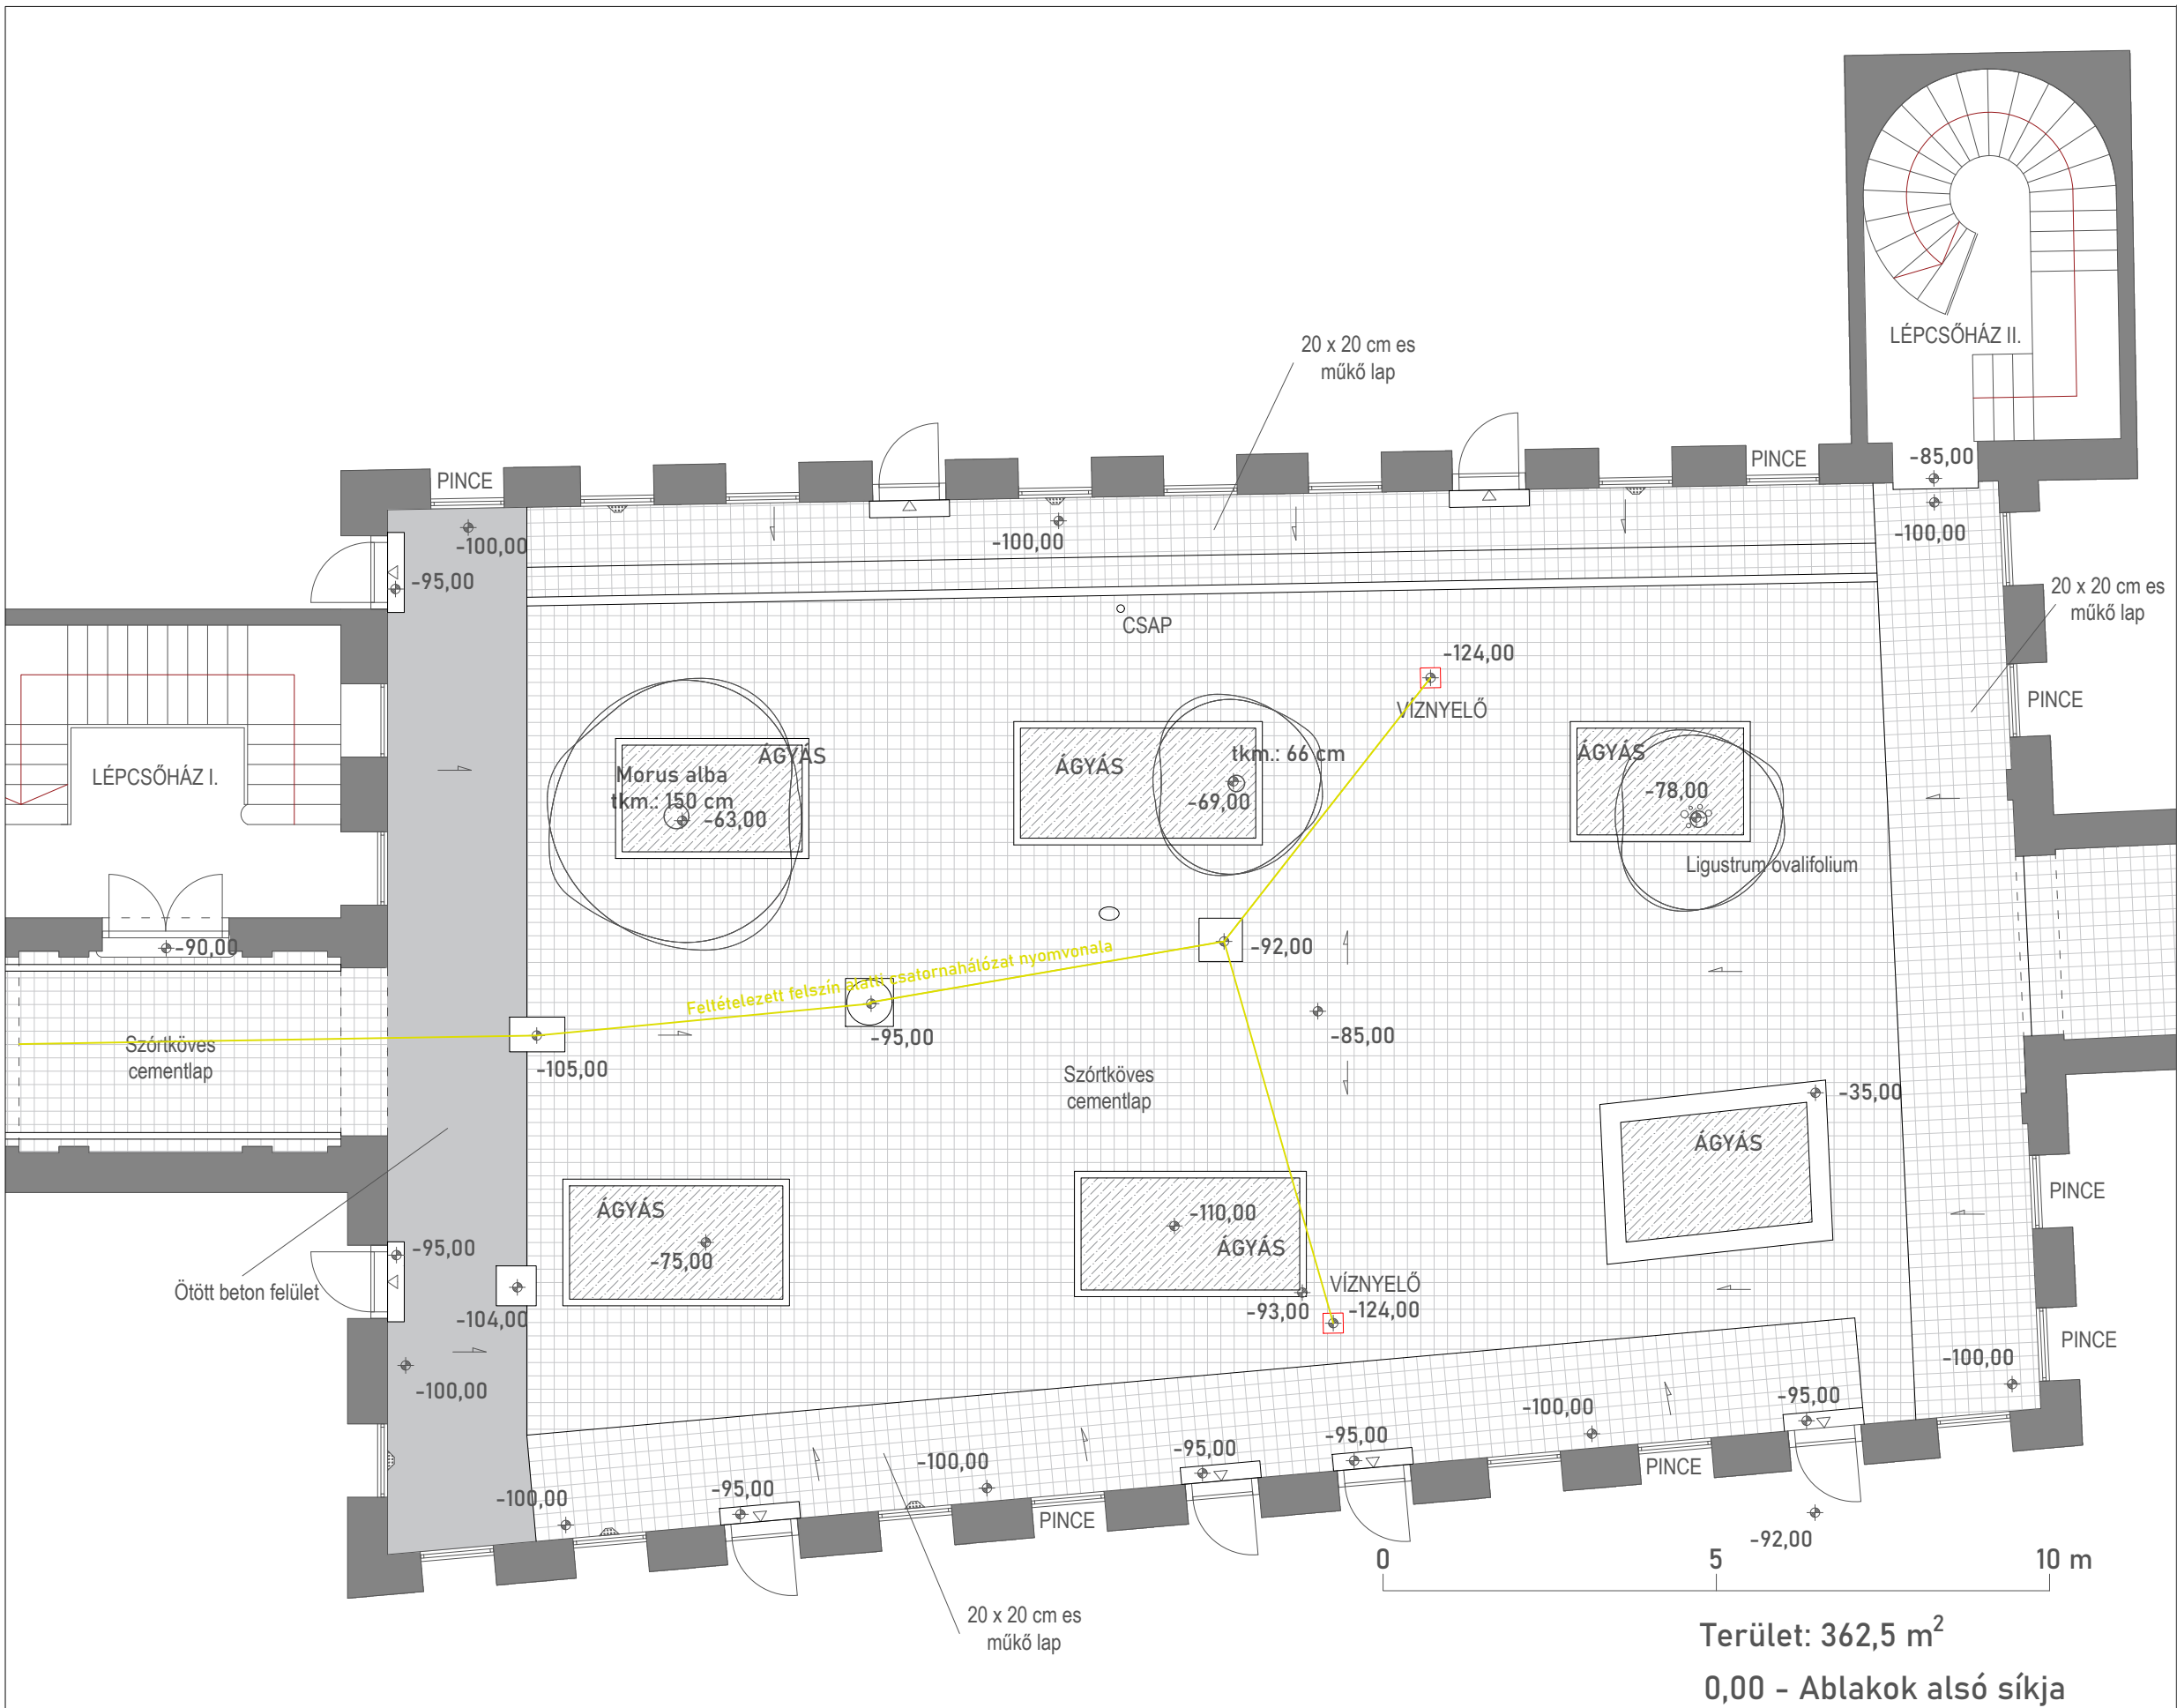 20 x 20 cm es
műkő lap
LÉPCSŐHÁZ II.
PINCE
PINCE
-85,00
-100,00
-100,00
-100,00
-95,00
20 x 20 cm es
műkő lap
CSAP
-124,00
VÍZNYELŐ
PINCE
LÉPCSŐHÁZ I.
Morus alba
tkm.: 150 cm
ÁGYÁS
-63,00
ÁGYÁS
tkm.: 66 cm
-69,00
ÁGYÁS
-78,00
Ligustrum ovalifolium
-90,00
-92,00
Feltételezett felszín alatti csatornahálózat nyomvonala
-95,00
-85,00
-105,00
Szórtköves
cementlap
Szórtköves
cementlap
-35,00
ÁGYÁS
PINCE
ÁGYÁS
-75,00
-110,00
ÁGYÁS
-95,00
Ötött beton felület
-104,00
VÍZNYELŐ
-93,00
-124,00
PINCE
-100,00
-100,00
-95,00
-100,00
-95,00
-95,00
-100,00
PINCE
-100,00
-95,00
PINCE
-92,00
0
5
10 m
20 x 20 cm es
műkő lap
Terület: 362,5 m²
0,00 - Ablakok alsó síkja